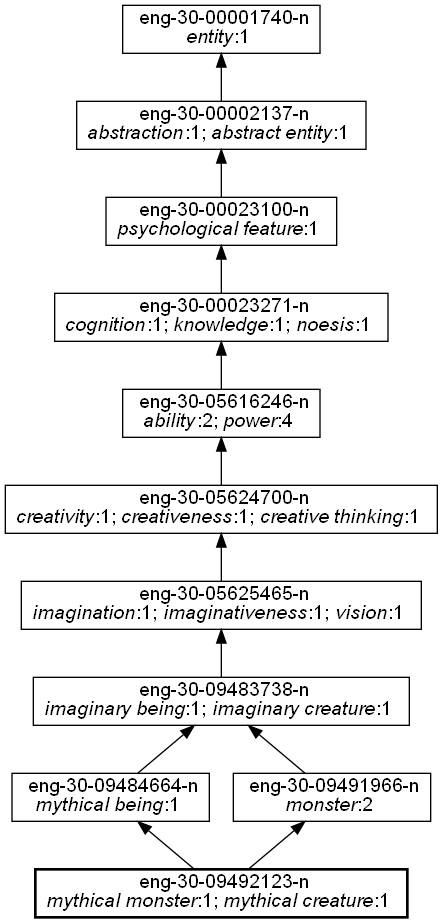 eng-30-00001740-n
entity:1
eng-30-00002137-n
abstraction:1; abstract entity:1
eng-30-00023100-n
psychological feature:1
eng-30-00023271-n
cognition:1; knowledge:1; noesis:1
eng-30-05616246-n
ability:2; power:4
eng-30-05624700-n
creativity:1; creativeness:1; creative thinking:1
eng-30-05625465-n
imagination:1; imaginativeness:1; vision:1
eng-30-09483738-n
imaginary being:1; imaginary creature:1
eng-30-09484664-n
mythical being:1
eng-30-09491966-n
monster:2
eng-30-09492123-n
mythical monster:1; mythical creature:1